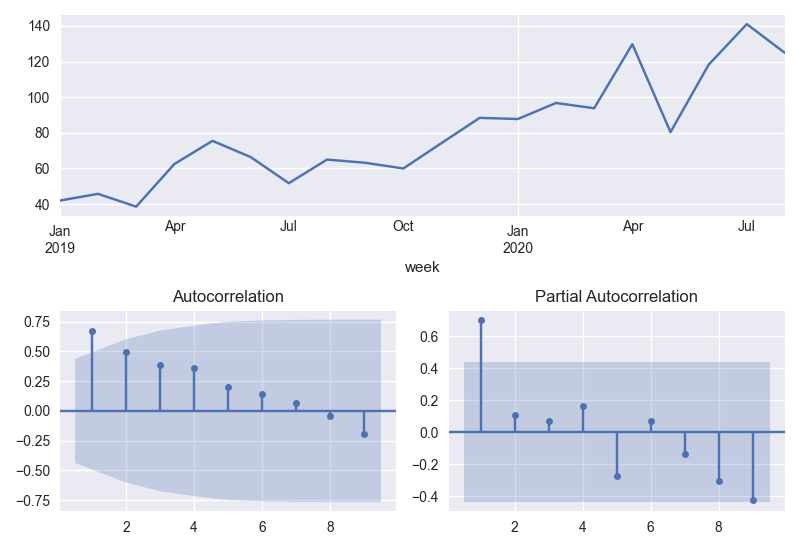 140
120
100
80
60
40
Jan
2019
Apr
Jul
Oct
Jan
2020
Apr
Jul
week
Autocorrelation
0.75
0.50
0.25
0.00
−0.25
−0.50
−0.75
2 4 6 8
Partial Autocorrelation
0.6
0.4
0.2
0.0
−0.2
−0.4
2 4 6 8